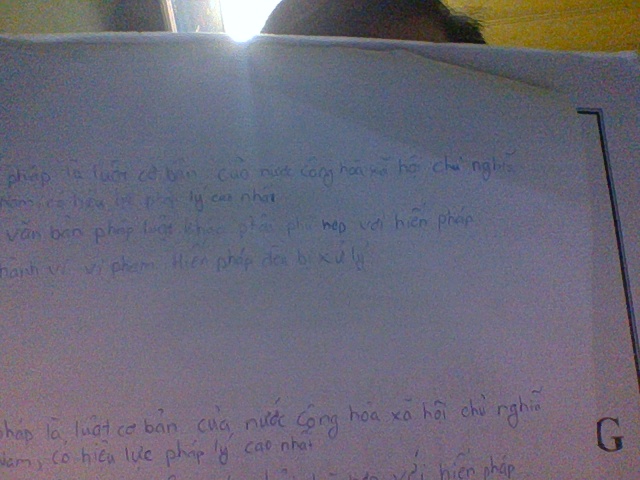 pháp là luật cơ bản của nước cộng hòa xã hội chủ nghĩa
nam, có hiệu lực pháp lý cao nhất
văn bản pháp luật khác phải phù hợp với hiến pháp
hành vi vi phạm Hiến pháp đều bị xử lý
pháp là luật cơ bản của nước cộng hòa xã hội chủ nghĩa
Nam, có hiệu lực pháp lý cao nhất
với hiến pháp
G